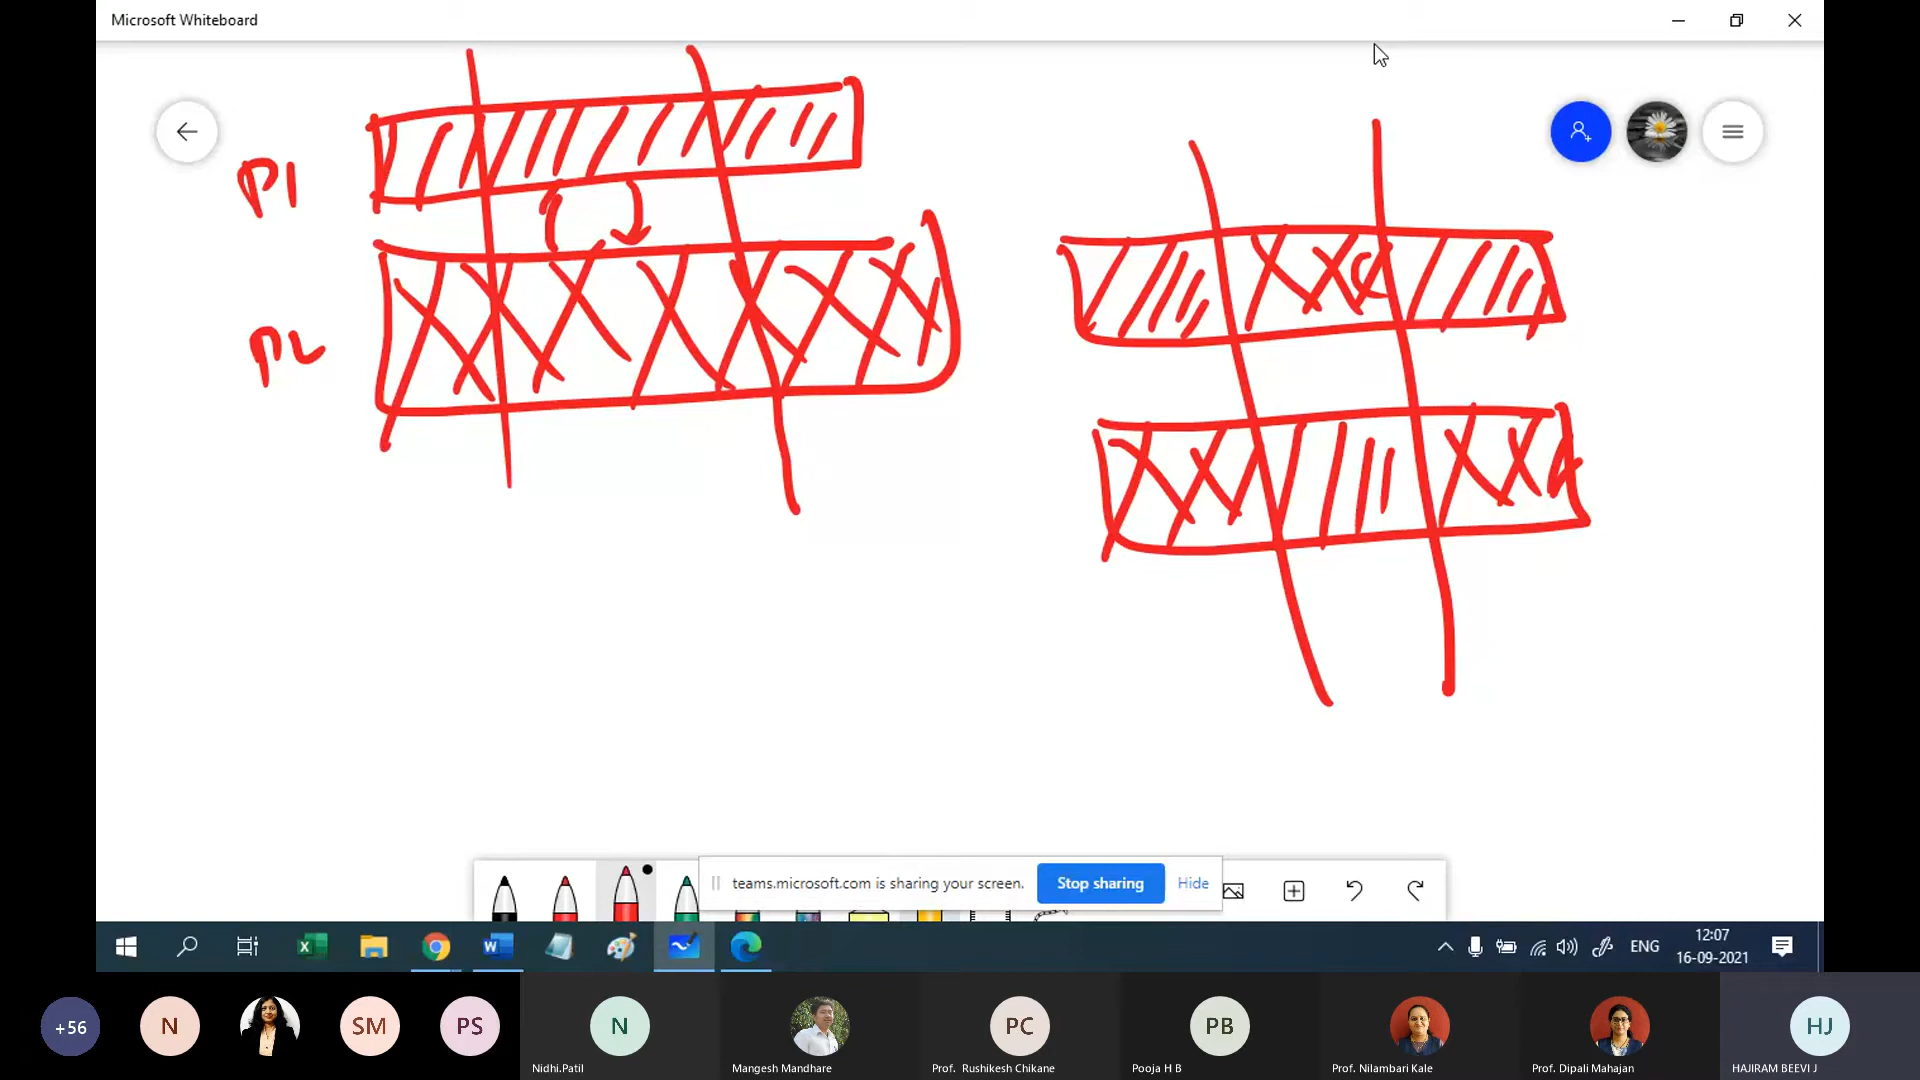 Microsoft Whiteboard
P1
P2
teams.microsoft.com is sharing your screen.
Stop sharing
Hide
ENG
12:07
16-09-2021
+56
N
SM
PS
N
PC
PB
HJ
Nidhi.Patil
Mangesh Mandhare
Prof. Rushikesh Chikane
Pooja H B
Prof. Nilambari Kale
Prof. Dipali Mahajan
HAJIRAM BEEVI J